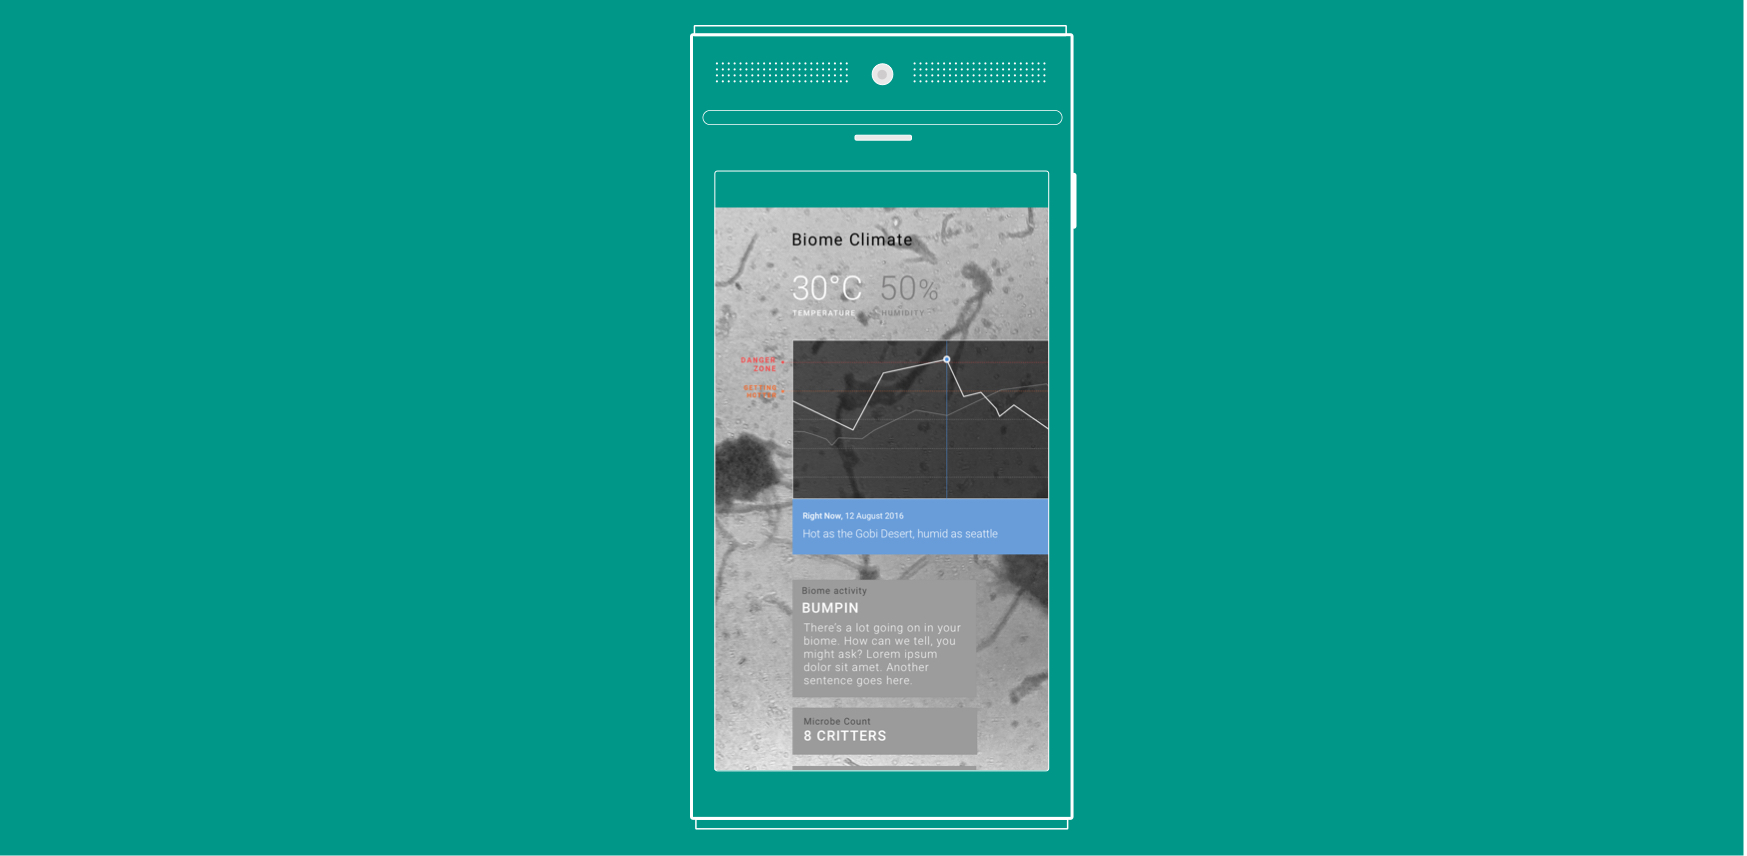 Biome Climate
30°C 50%
TEMPERATURE HUMIDITY
DANGER
ZONE
Right Now, 12 August 2016
Hot as the Gobi Desert, humid as seattle
Biome activity
BUMPIN
There's a lot going on in your
biome. How can we tell, you
might ask? Lorem ipsum
dolor sit amet. Another
sentence goes here.
Microbe Count
8 CRITTERS